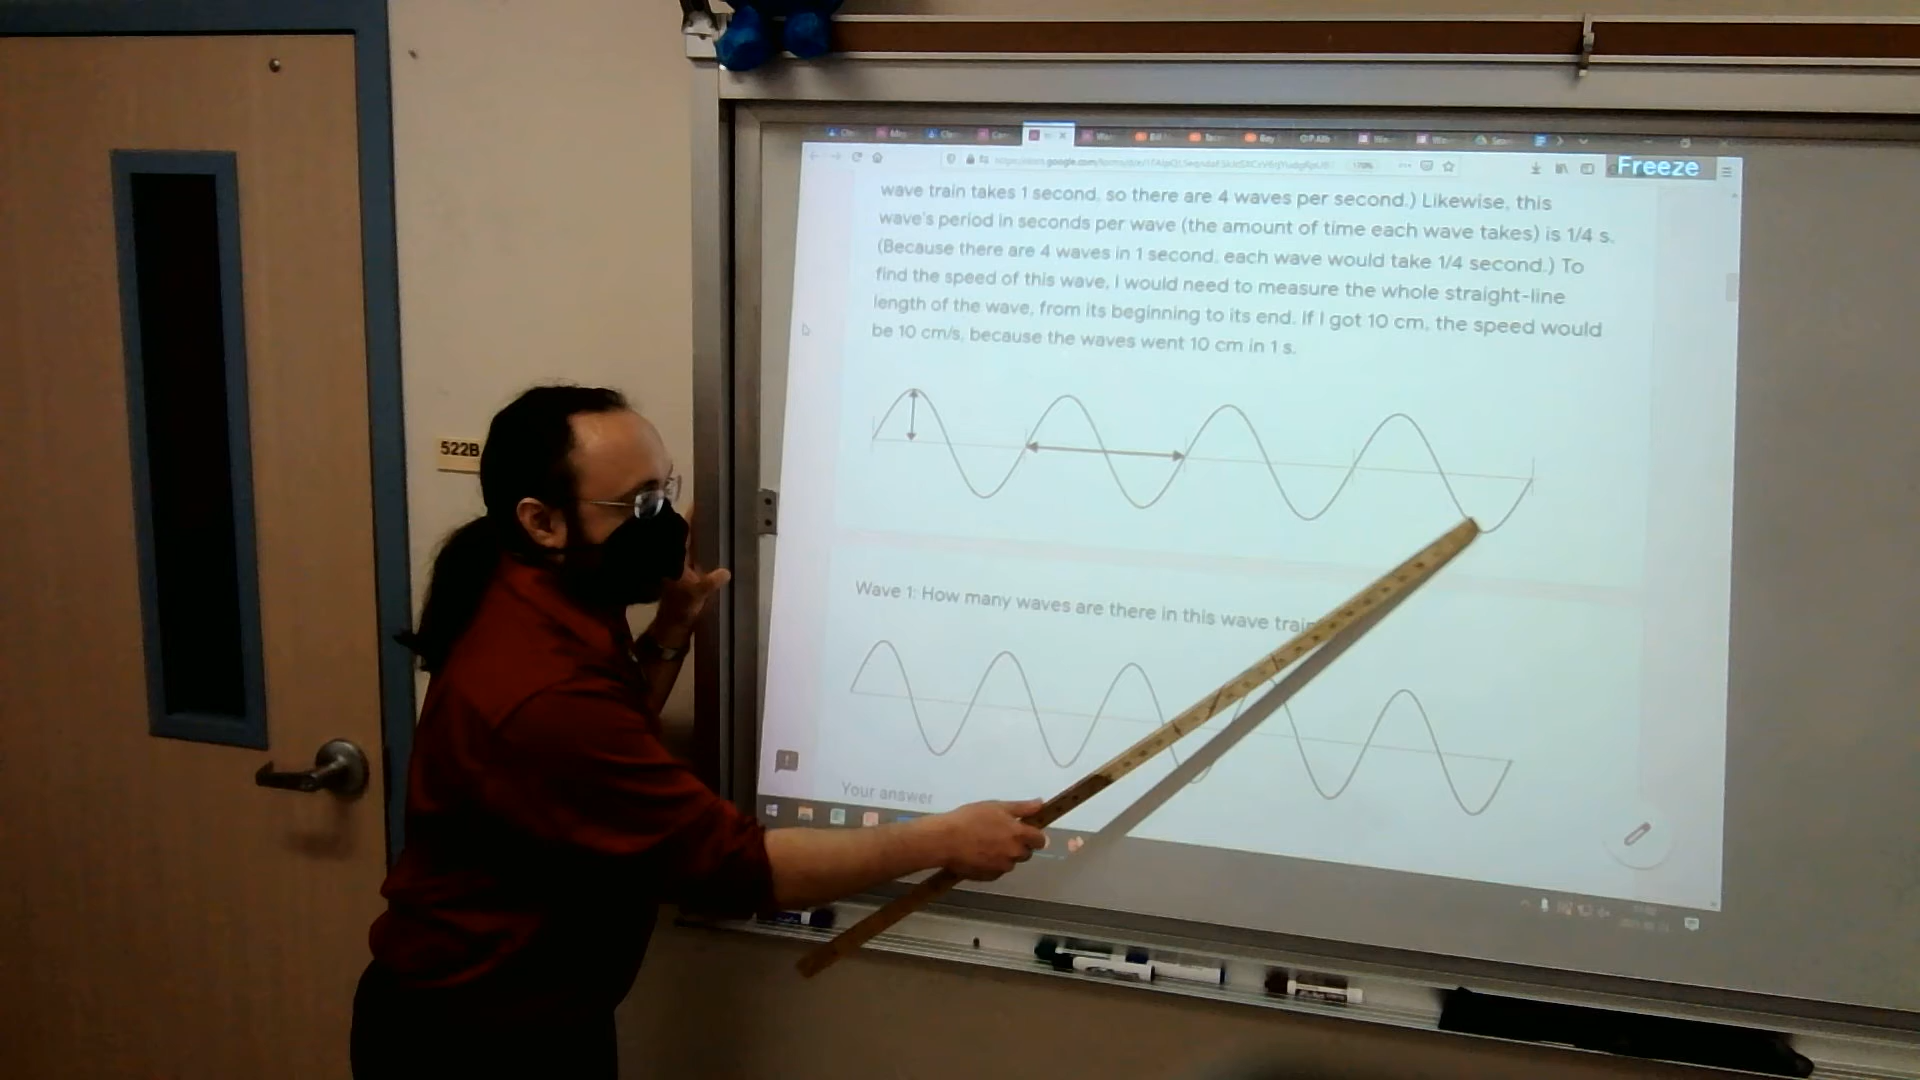 Freeze
wave train takes 1 second, so there are 4 waves per second.) Likewise, this
wave's period in seconds per wave (the amount of time each wave takes) is 1/4 s.
(Because there are 4 waves in 1 second, each wave would take 1/4 second.) To
find the speed of this wave, I would need to measure the whole straight-line
length of the wave, from its beginning to its end. If I got 10 cm, the speed would
be 10 cm/s, because the waves went 10 cm in 1 s.
522B
Wave 1: How many waves are there in this wave
Your answer